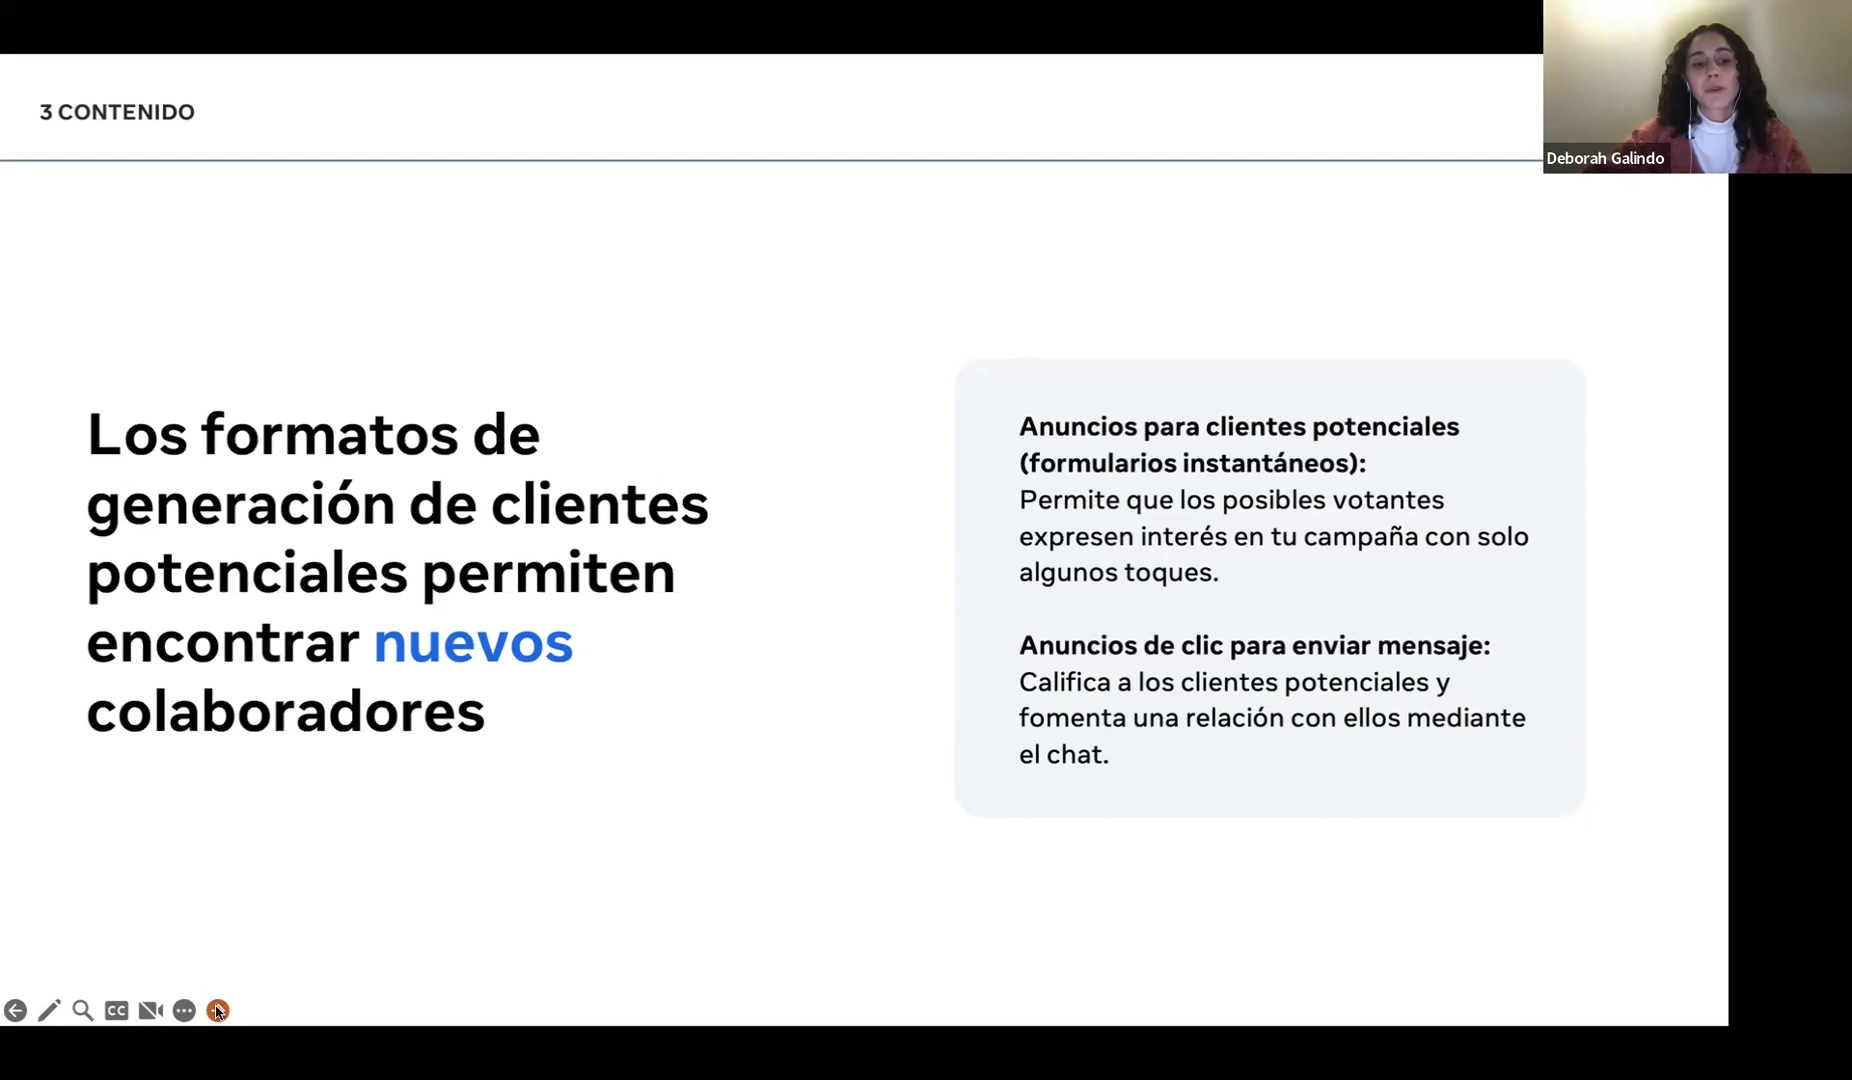 3 CONTENIDO
Deborah Galindo
Los formatos de
generación de clientes
potenciales permiten
encontrar nuevos
colaboradores
Anuncios para clientes potenciales
(formularios instantáneos):
Permite que los posibles votantes
expresen interés en tu campaña con solo
algunos toques.
Anuncios de clic para enviar mensaje:
Califica a los clientes potenciales y
fomenta una relación con ellos mediante
el chat.
CC